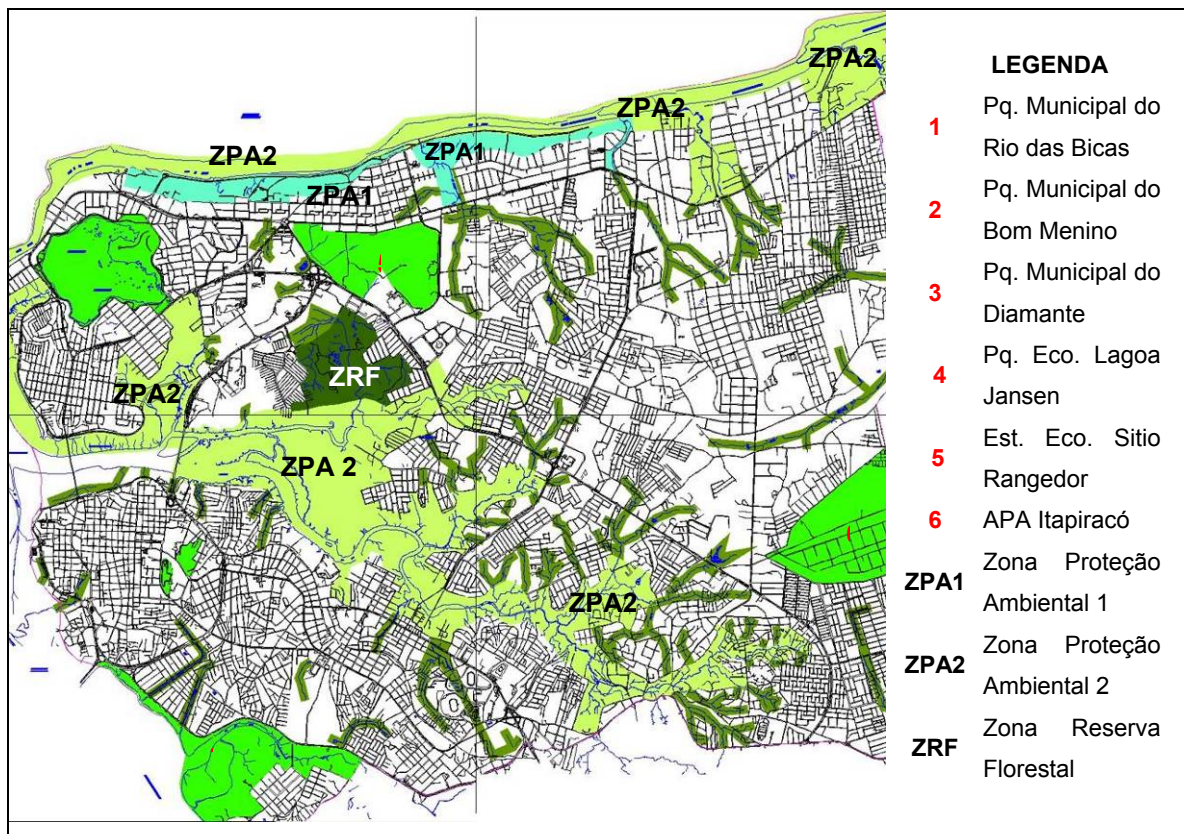 ZPA2
ZPA2
ZPA2
ZPA1
ZPA1
ZRF
ZPA2
ZPA 2
ZPA2
LEGENDA
1 Pq. Municipal do
Rio das Bicas
2 Pq. Municipal do
Bom Menino
3 Pq. Municipal do
Diamante
4 Pq. Eco. Lagoa
Jansen
5 Est. Eco. Sitio
Rangedor
6 APA Itapiracó
ZPA1 Zona Proteção
Ambiental 1
ZPA2 Zona Proteção
Ambiental 2
ZRF Zona Reserva
Florestal